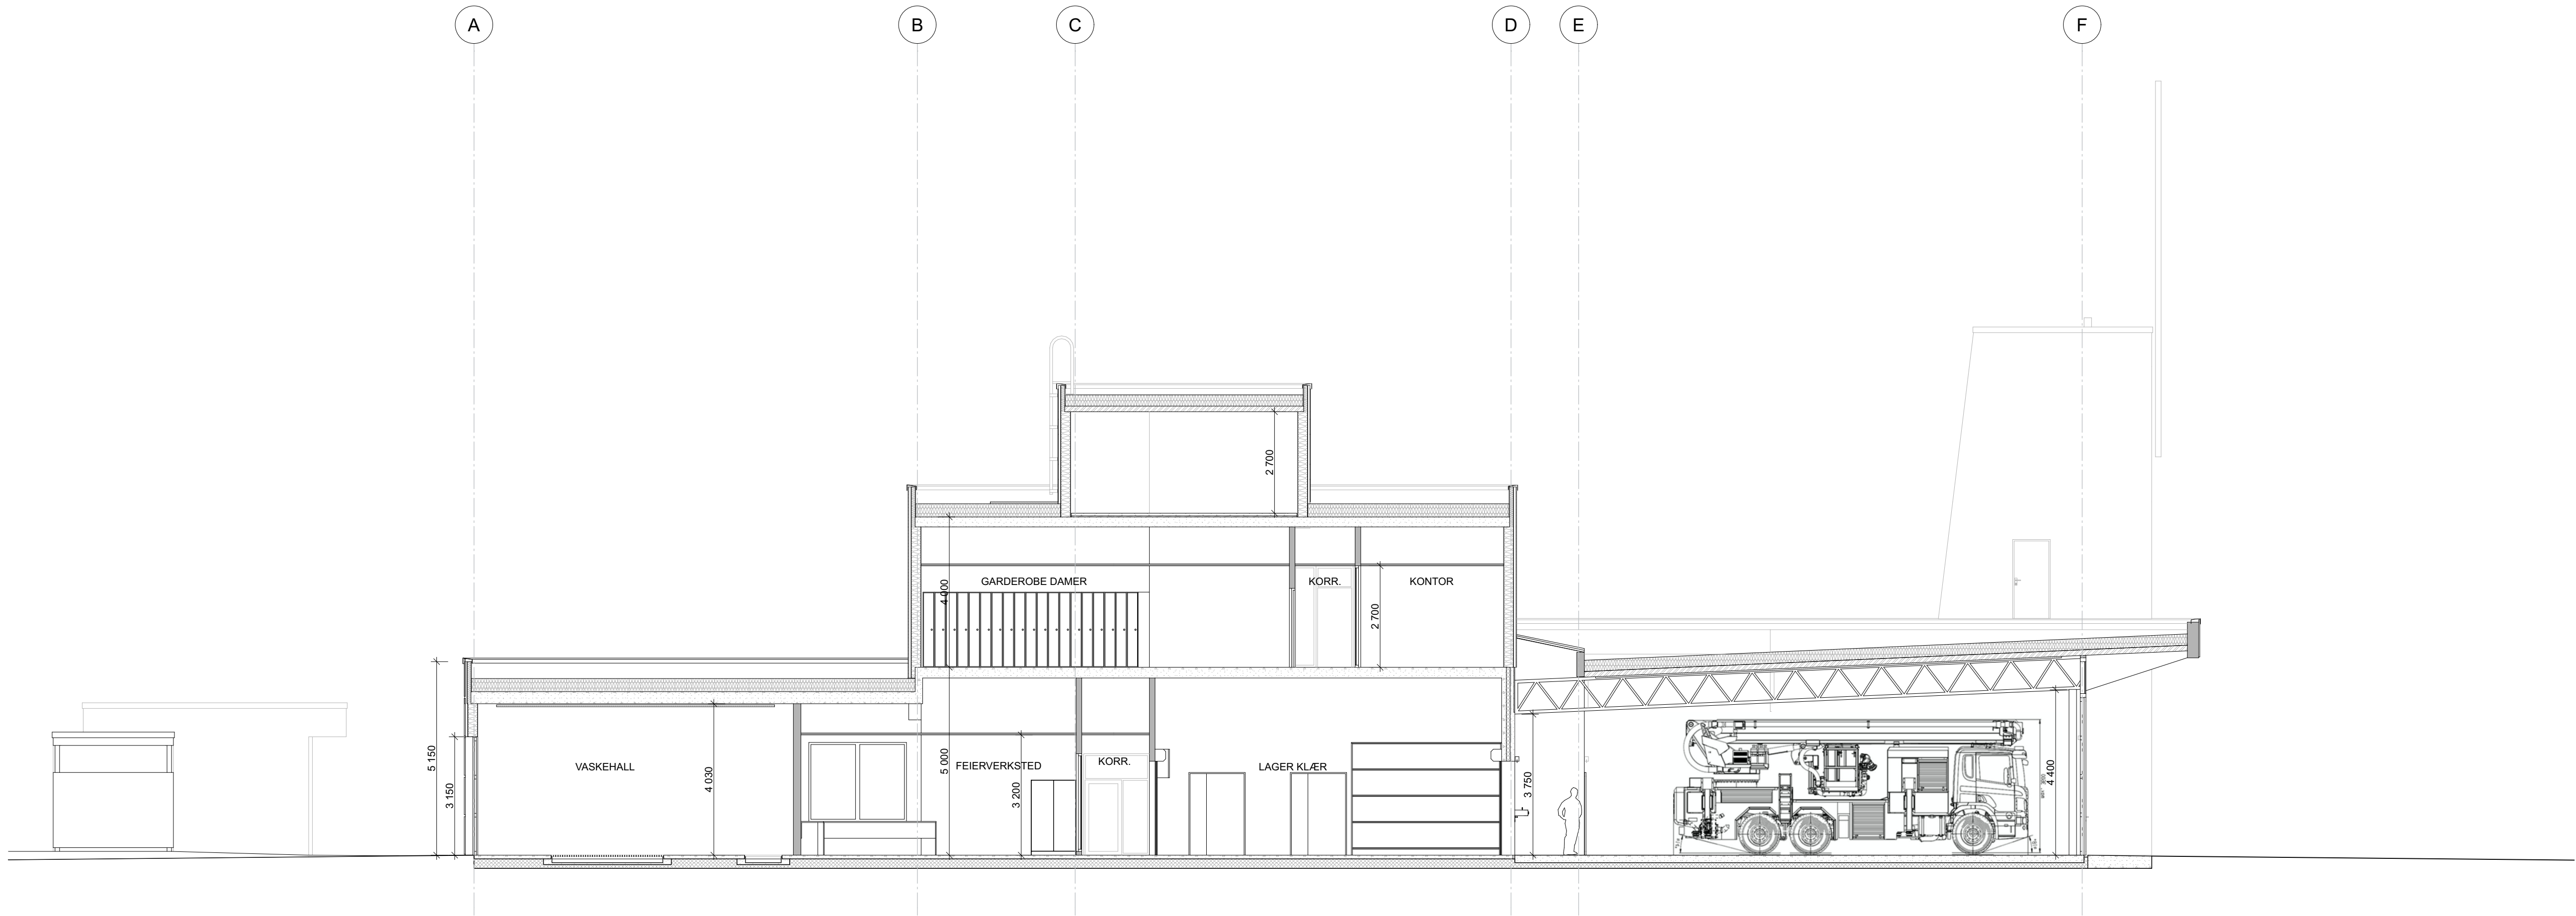 A
B
C
D
E
F
2 700
GARDEROBE DAMER
KORR.
KONTOR
4 000
2 700
5 150
3 150
VASKEHALL
4 030
5 000
FEIERVERKSTED
3 200
KORR.
LAGER KLÆR
3 750
4 400